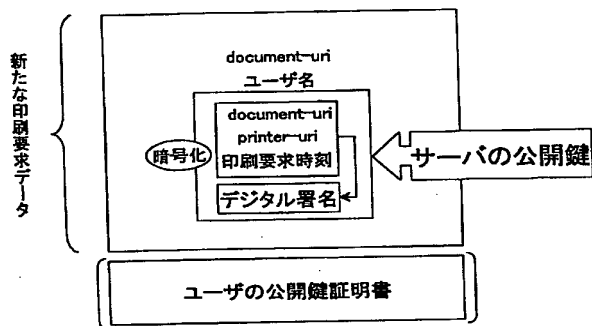 新たな印刷要求データ
document-uri
ユーザ名
document-uri
printer-uri
印刷要求時刻
暗号化
デジタル署名
サーバの公開鍵
ユーザの公開鍵証明書